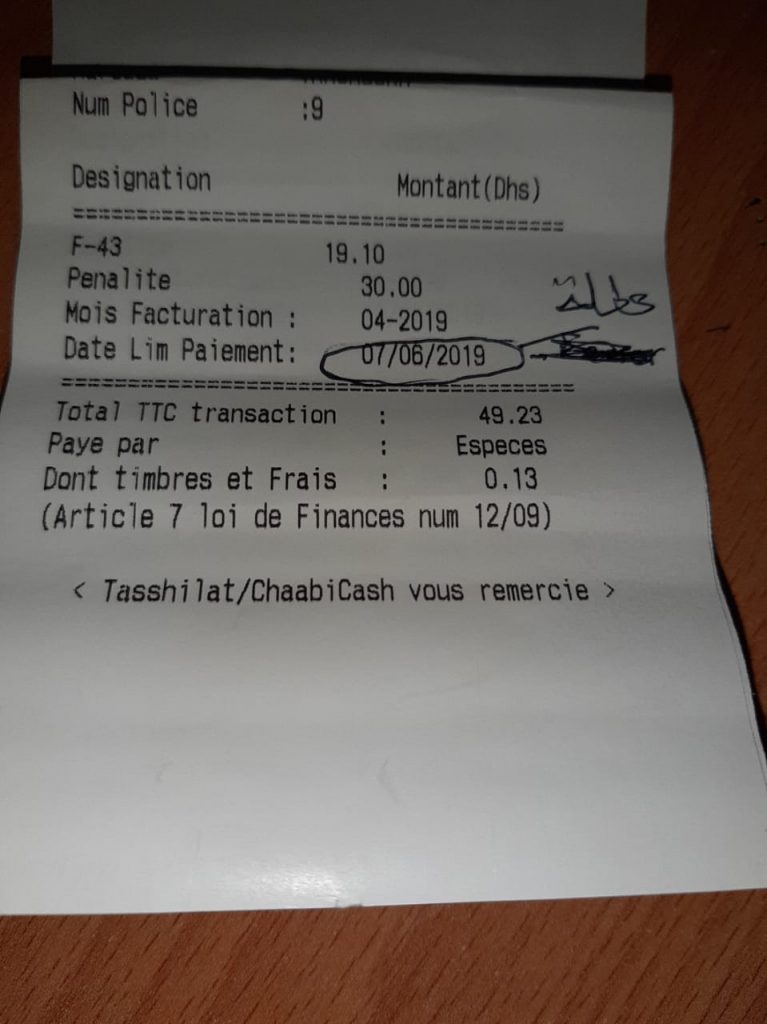 Num Police :9
Designation Montant(Dhs)
==========================================
F-43 19.10
Penalite 30.00
Mois Facturation : 04-2019
Date Lim Paiement: 07/06/2019
==========================================
Total TTC transaction : 49.23
Paye par : Especes
Dont timbres et Frais : 0.13
(Article 7 loi de Finances num 12/09)
< Tasshilat/ChaabiCash vous remercie >